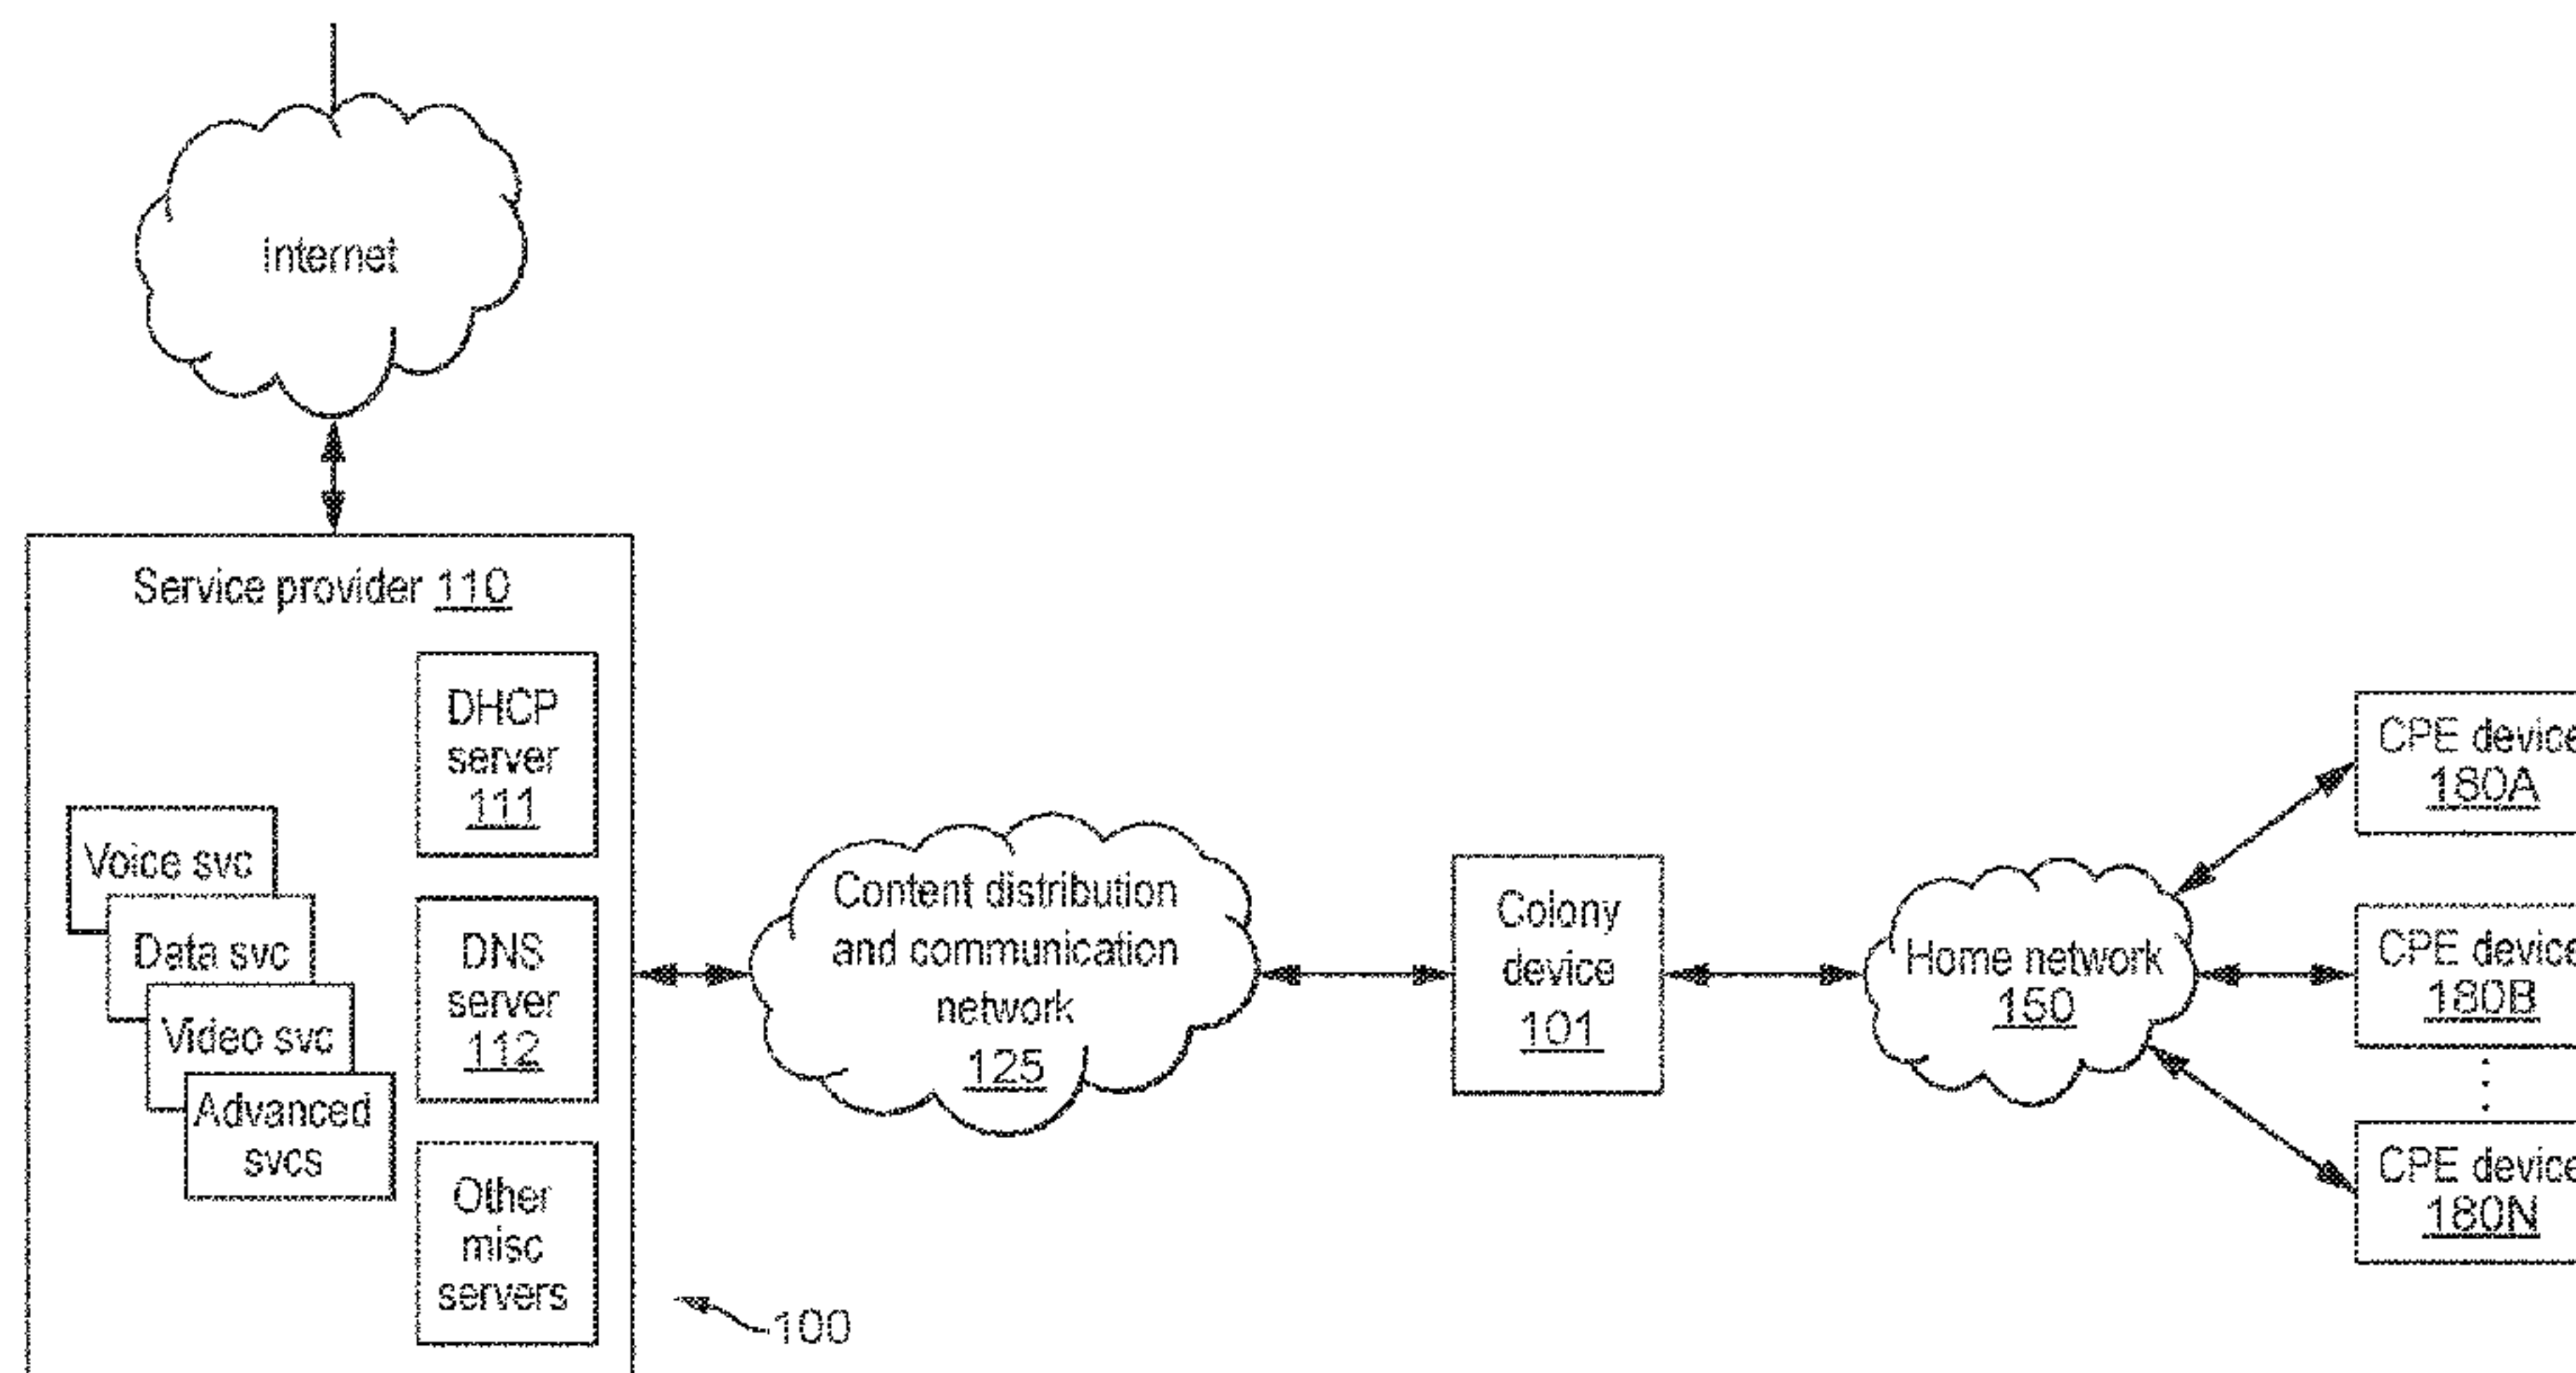 Internet
Service provider 110
DHCP
server
111
Voice svc
Data svc
Video svc
Advanced
svcs
DNS
server
112
Other
misc
servers
100
Content distribution
and communication
network
125
Colony
device
101
Home network
150
CPE device
180A
CPE device
180B
CPE device
180N